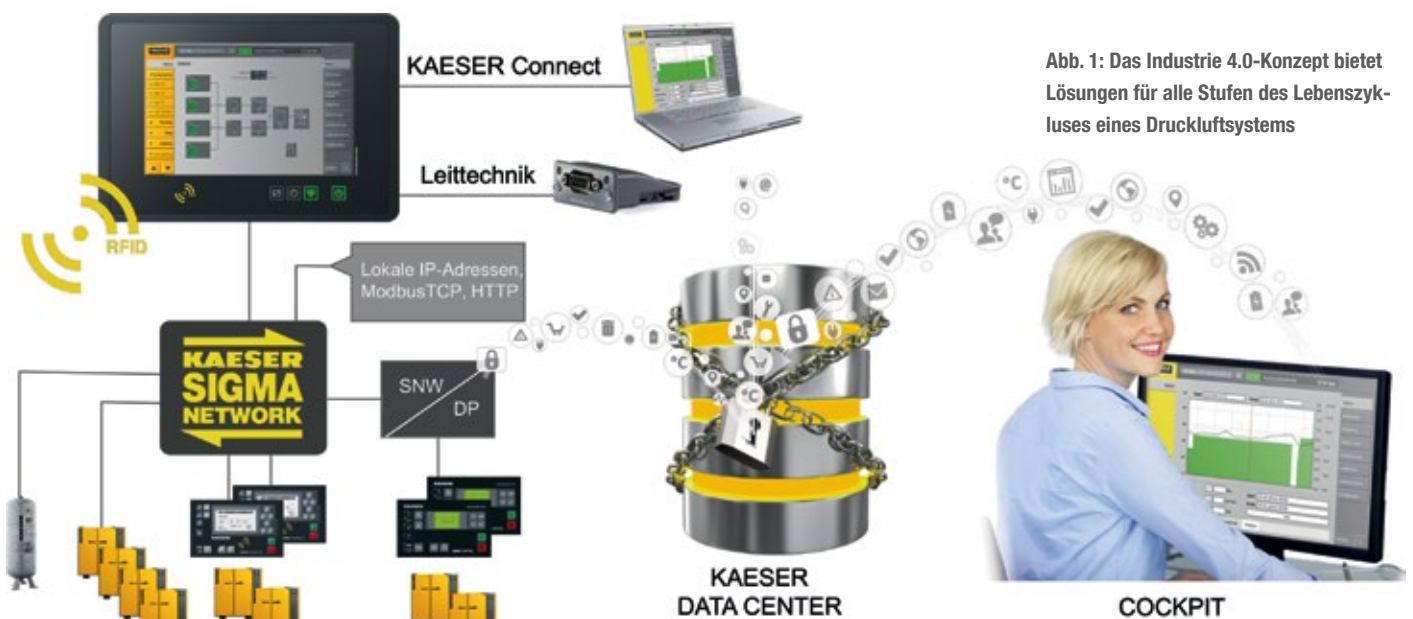 KAESER Connect
Abb. 1: Das Industrie 4.0-Konzept bietet
Lösungen für alle Stufen des Lebenszyk-
luses eines Druckluftsystems
Leittechnik
RFID
Lokale IP-Adressen,
ModbusTCP, HTTP
KAESER
SIGMA
NETWORK
SNW
DP
°C
°C
°C
KAESER
DATA CENTER
COCKPIT